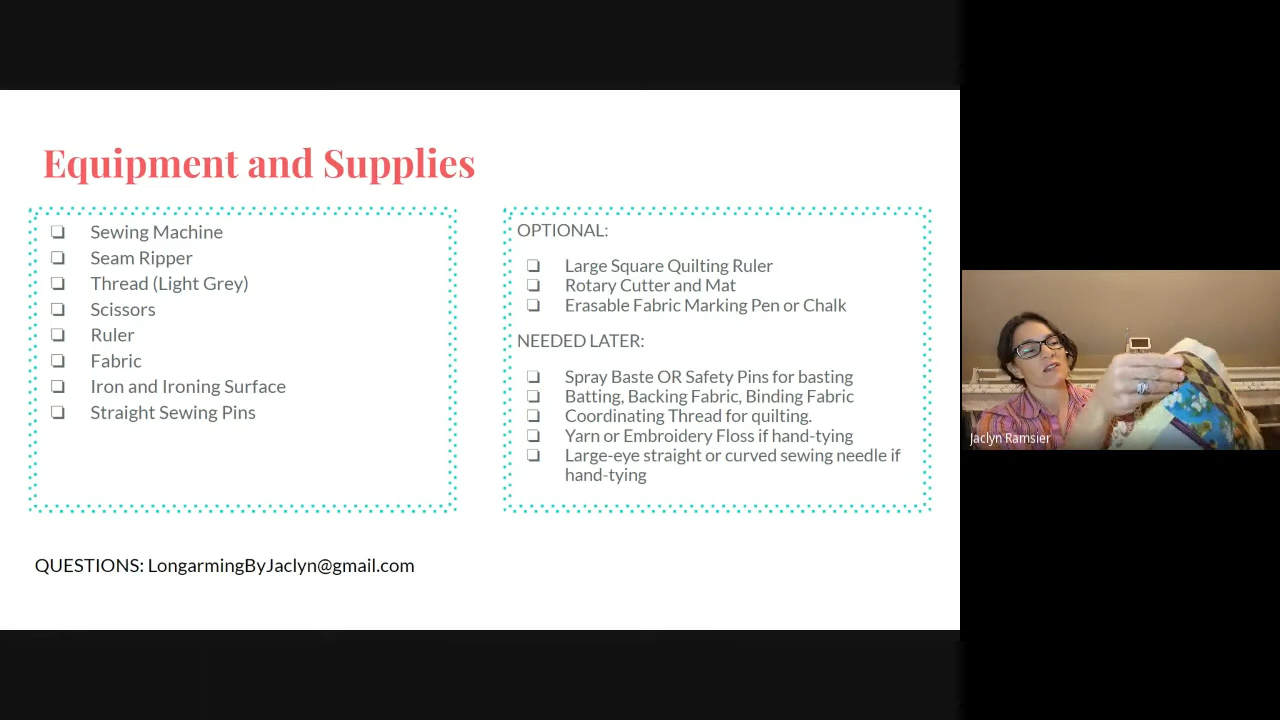 Equipment and Supplies
Sewing Machine
Seam Ripper
Thread (Light Grey)
Scissors
Ruler
Fabric
Iron and Ironing Surface
Straight Sewing Pins
OPTIONAL:
Large Square Quilting Ruler
Rotary Cutter and Mat
Erasable Fabric Marking Pen or Chalk
NEEDED LATER:
Spray Baste OR Safety Pins for basting
Batting, Backing Fabric, Binding Fabric
Coordinating Thread for quilting.
Yarn or Embroidery Floss if hand-tying
Large-eye straight or curved sewing needle if
hand-tying
QUESTIONS: LongarmingByJaclyn@gmail.com
Jaclyn Ramsier